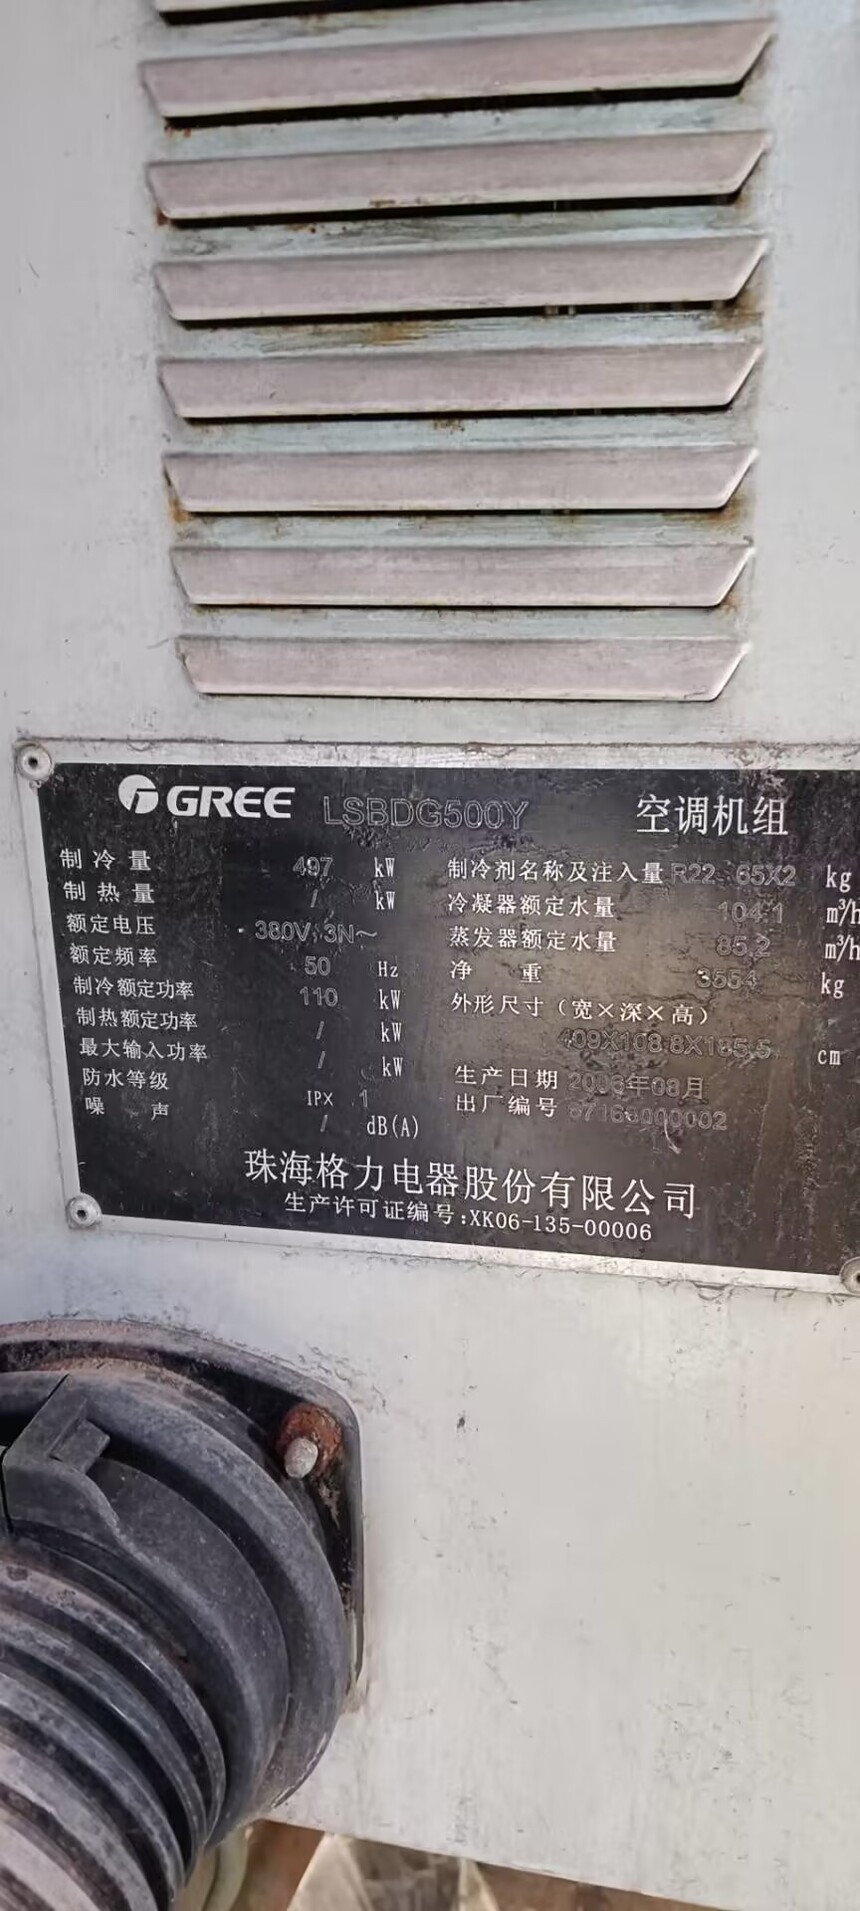 GREE LSBDG500Y 空调机组
制冷量 497 kW
制热量 / kW
额定电压 380V 3N~
额定频率 50 Hz
制冷额定功率 110 kW
制热额定功率 / kW
最大输入功率 / kW
防水等级 IPX 1
噪声 / dB(A)
制冷剂名称及注入量 R22 65X2 kg
冷凝器额定水量 104.1 m³/h
蒸发器额定水量 85.2 m³/h
净重 3554 kg
外形尺寸(宽×深×高)
409X108.8X185.5 cm
生产日期 2006年08月
出厂编号
珠海格力电器股份有限公司
生产许可证编号:XK06-135-00006